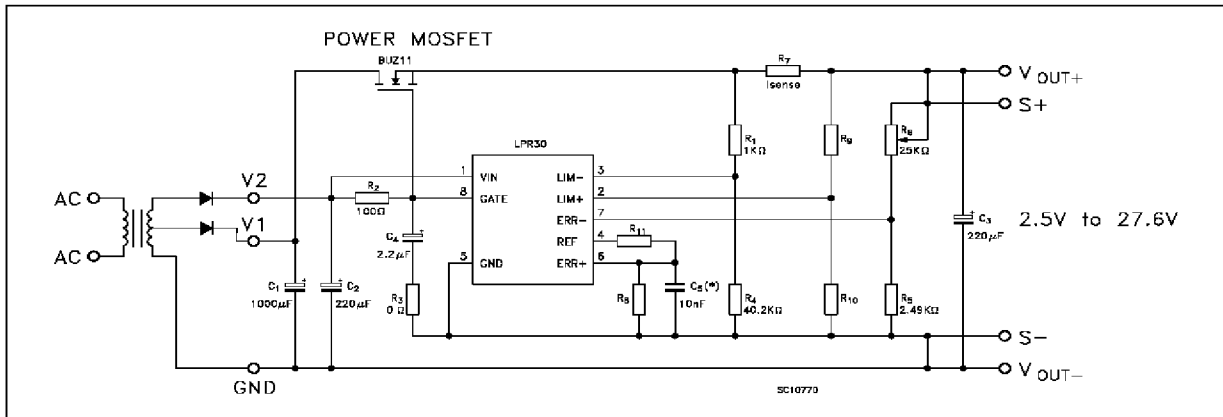 POWER MOSFET
BUZ11
R7
Isense
V OUT+
S+
R1
1KΩ
R9
R8
25KΩ
LPR30
1 VIN
8 GATE
5 GND
LIM- 3
LIM+ 2
ERR- 7
REF 4
ERR+ 6
AC
AC
V2
V1
R2
100Ω
C4 +
2.2μF
R11
C3 +
220μF
2.5V to 27.6V
C1 +
1000μF
C2 +
220μF
R3
0 Ω
R6
C5(*)
10nF
R4
40.2KΩ
R10
R5
2.49KΩ
S-
GND
V OUT-
SC10770